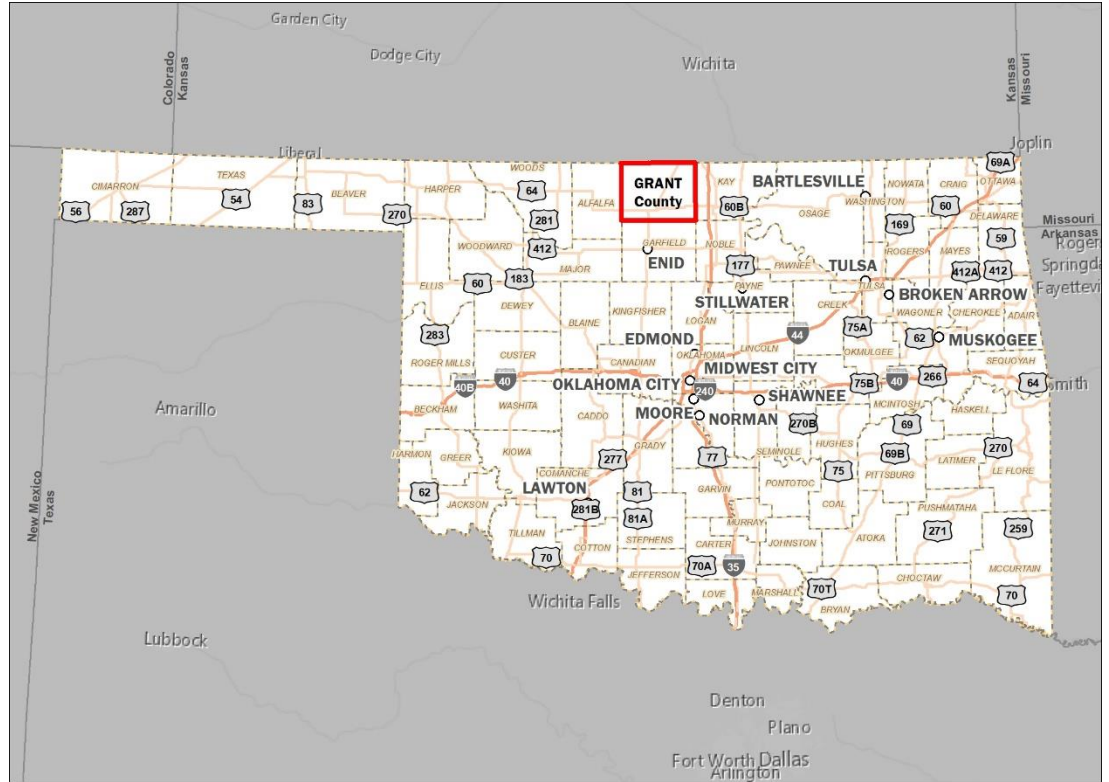 Garden City
Dodge City
Wichita
Colorado
Kansas
Kansas
Missouri
Liberal
Joplin
69A
CIMARRON
TEXAS
BEAVER
HARPER
WOODS
ALFALFA
GRANT
County
KAY
BARTLESVILLE
NOWATA
CRAIG
OTTAWA
56
287
54
83
270
64
281
412
60B
OSAGE
WASHINGTON
169
60
DELAWARE
59
Missouri
Arkansas
Rogers
WOODWARD
MAJOR
GARFIELD
ENID
NOBLE
177
PAWNEE
TULSA
ROGERS
MAYES
412A
412
Springda
Fayettevi
ELLIS
60
183
DEWEY
BLAINE
KINGFISHER
LOGAN
PAYNE
STILLWATER
CREEK
TULSA
BROKEN ARROW
WAGONER
CHEROKEE
ADAIR
283
ROGER MILLS
CUSTER
CANADIAN
EDMOND
OKLAHOMA
LINCOLN
44
75A
OKMULGEE
62
MUSKOGEE
SEQUOYAH
MIDWEST CITY
OKLAHOMA CITY
240
40B
40
75B
40
266
64
Smith
BECKHAM
WASHITA
CADDO
MOORE
NORMAN
SHAWNEE
270B
MCINTOSH
HASKELL
Amarillo
HARMON
GREER
KIOWA
GRADY
277
COMANCHE
77
SEMINOLE
HUGHES
69
69B
PITTSBURG
LATIMER
270
LE FLORE
New Mexico
Texas
62
JACKSON
LAWTON
281B
81
81A
GARVIN
PONTOTOC
75
COAL
PUSHMATAHA
TILLMAN
COTTON
STEPHENS
MURRAY
CARTER
JOHNSTON
ATOKA
271
259
70
JEFFERSON
70A
35
LOVE
MARSHALL
70T
BRYAN
CHOCTAW
MCCURTAIN
70
Wichita Falls
Lubbock
Denton
Plano
Fort Worth
Dallas
Arlington